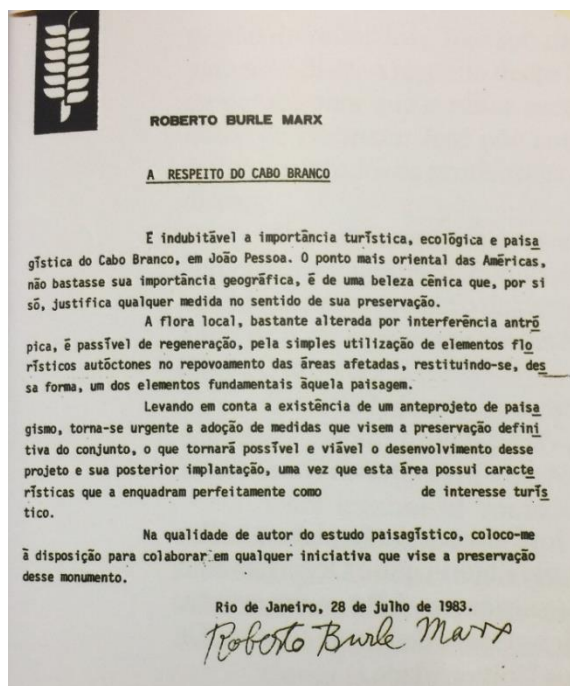 ROBERTO BURLE MARX
A RESPEITO DO CABO BRANCO
É indubitável a importância turística, ecológica e paisa
gística do Cabo Branco, em João Pessoa. O ponto mais oriental das Américas,
não bastasse sua importância geográfica, é de uma beleza cênica que, por si
só, justifica qualquer medida no sentido de sua preservação.
A flora local, bastante alterada por interferência antró
pica, é passível de regeneração, pela simples utilização de elementos flo
rísticos autóctones no repovoamento das áreas afetadas, restituindo-se, des
sa forma, um dos elementos fundamentais àquela paisagem.
Levando em conta a existência de um anteprojeto de paisa
gismo, torna-se urgente a adoção de medidas que visem a preservação defini
tiva do conjunto, o que tornará possível e viável o desenvolvimento desse
projeto e sua posterior implantação, uma vez que esta área possui caracte
rísticas que a enquadram perfeitamente como de interesse turís
tico.
Na qualidade de autor do estudo paisagístico, coloco-me
à disposição para colaborar em qualquer iniciativa que vise a preservação
desse monumento.
Rio de Janeiro, 28 de julho de 1983.
Roberto Burle Marx